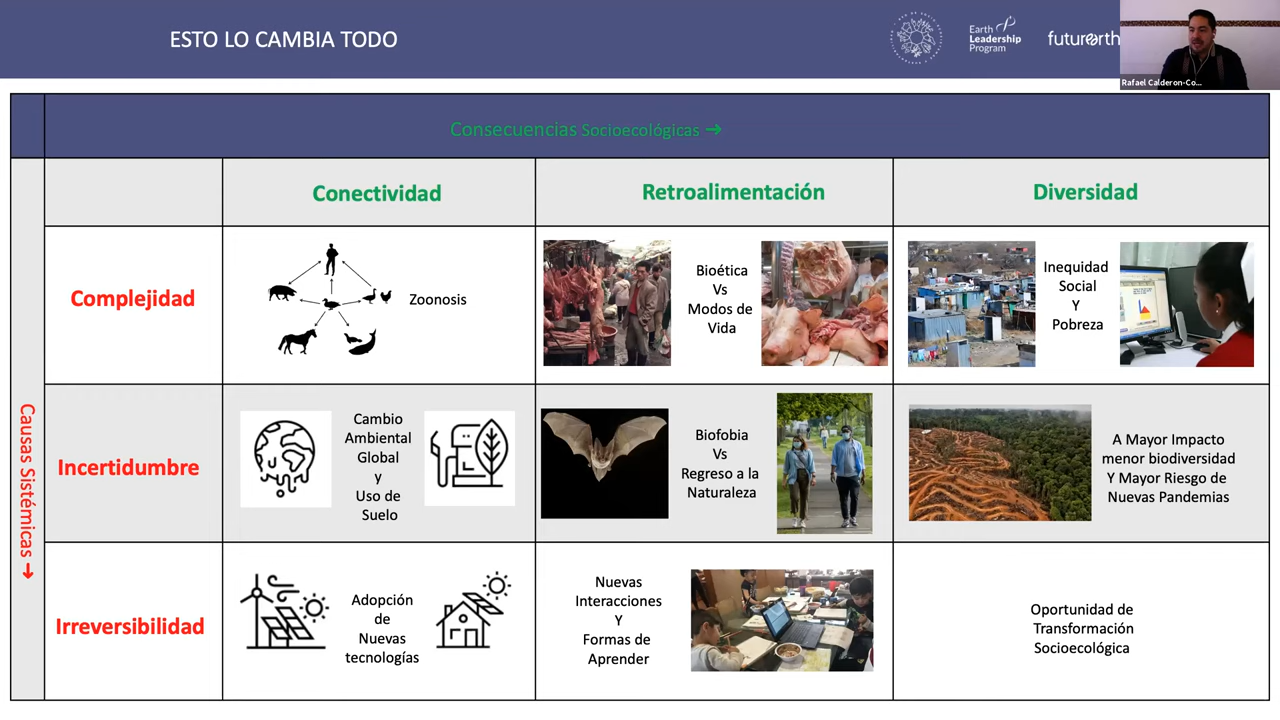 ESTO LO CAMBIA TODO
Earth
Leadership
Program
futurerth
Rafael Calderon-Co...
Consecuencias Socioecológicas →
Causas Sistémicas →
Conectividad
Retroalimentación
Diversidad
Complejidad
Zoonosis
Bioética
Vs
Modos de
Vida
Inequidad
Social
Y
Pobreza
Incertidumbre
Cambio
Ambiental
Global
y
Uso de
Suelo
Biofobia
Vs
Regreso a la
Naturaleza
A Mayor Impacto
menor biodiversidad
Y Mayor Riesgo de
Nuevas Pandemias
Irreversibilidad
Adopción
de
Nuevas
tecnologías
Nuevas
Interacciones
Y
Formas de
Aprender
Oportunidad de
Transformación
Socioecológica